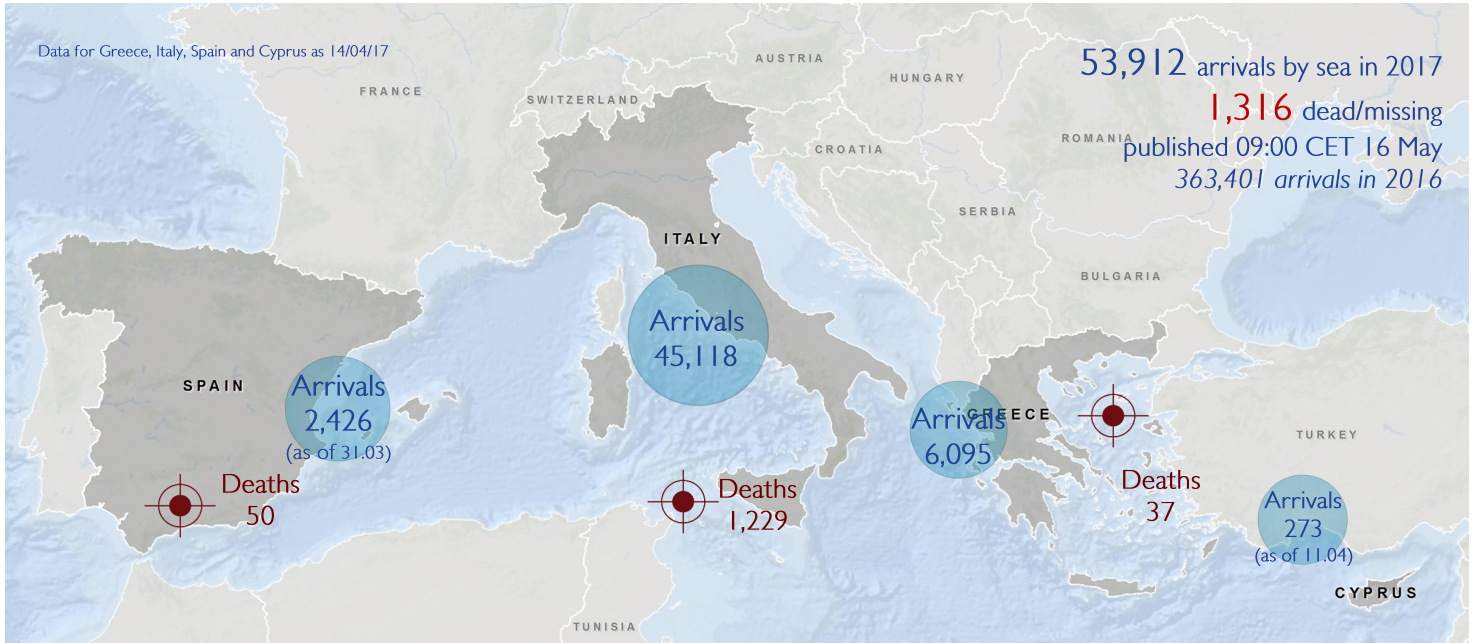 Data for Greece, Italy, Spain and Cyprus as 14/04/17
53,912 arrivals by sea in 2017
1,316 dead/missing
published 09:00 CET 16 May
363,401 arrivals in 2016
AUSTRIA
HUNGARY
FRANCE
SWITZERLAND
ROMANIA
CROATIA
SERBIA
ITALY
BULGARIA
Arrivals
45,118
SPAIN
Arrivals
2,426
(as of 31.03)
GREECE
Arrivals
6,095
TURKEY
Deaths
50
Deaths
1,229
Deaths
37
Arrivals
273
(as of 11.04)
CYPRUS
TUNISIA